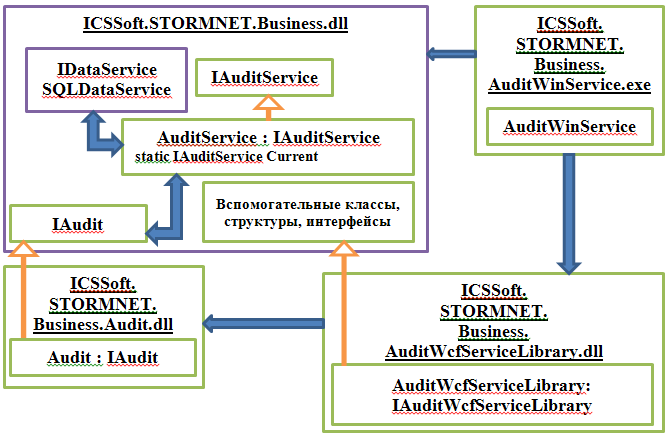 ICSSoft.STORMNET.Business.dll
IDataService
SQLDataService
IAuditService
AuditService : IAuditService
static IAuditService Current
Вспомогательные классы,
структуры, интерфейсы
IAudit
ICSSoft.
STORMNET.
Business.
AuditWinService.exe
AuditWinService
ICSSoft.
STORMNET.
Business.Audit.dll
Audit : IAudit
ICSSoft.
STORMNET.
Business.
AuditWcfServiceLibrary.dll
AuditWcfServiceLibrary:
IAuditWcfServiceLibrary